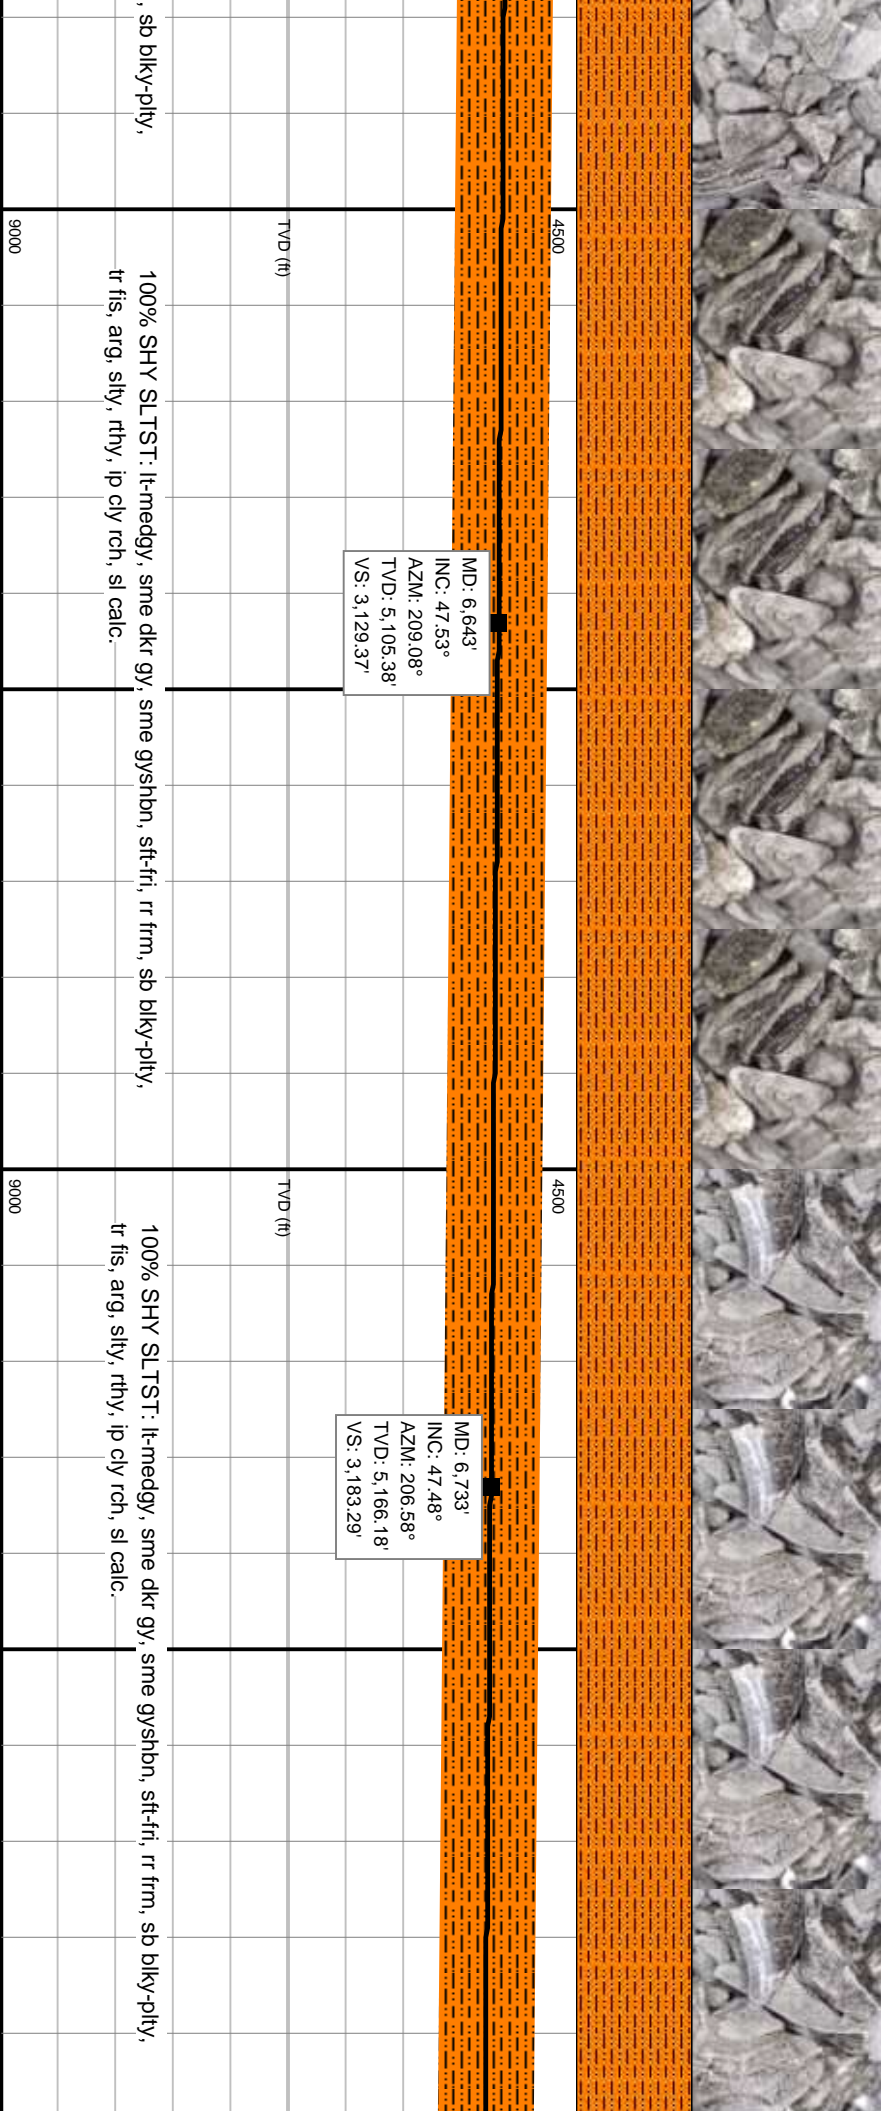 , sb blky-plty,
4500
TVD (ft)
9000
100% SHY SLTST: lt-medgy, sme dkr gy, sme gyshbn, sft-fri, rr frm, sb blky-plty,
tr fis, arg, slty, rthy, ip cly rch, sl calc.
MD: 6,643'
INC: 47.53°
AZM: 209.08°
TVD: 5,105.38'
VS: 3,129.37'
4500
TVD (ft)
9000
100% SHY SLTST: lt-medgy, sme dkr gy, sme gyshbn, sft-fri, rr frm, sb blky-plty,
tr fis, arg, slty, rthy, ip cly rch, sl calc.
MD: 6,733'
INC: 47.48°
AZM: 206.58°
TVD: 5,166.18'
VS: 3,183.29'